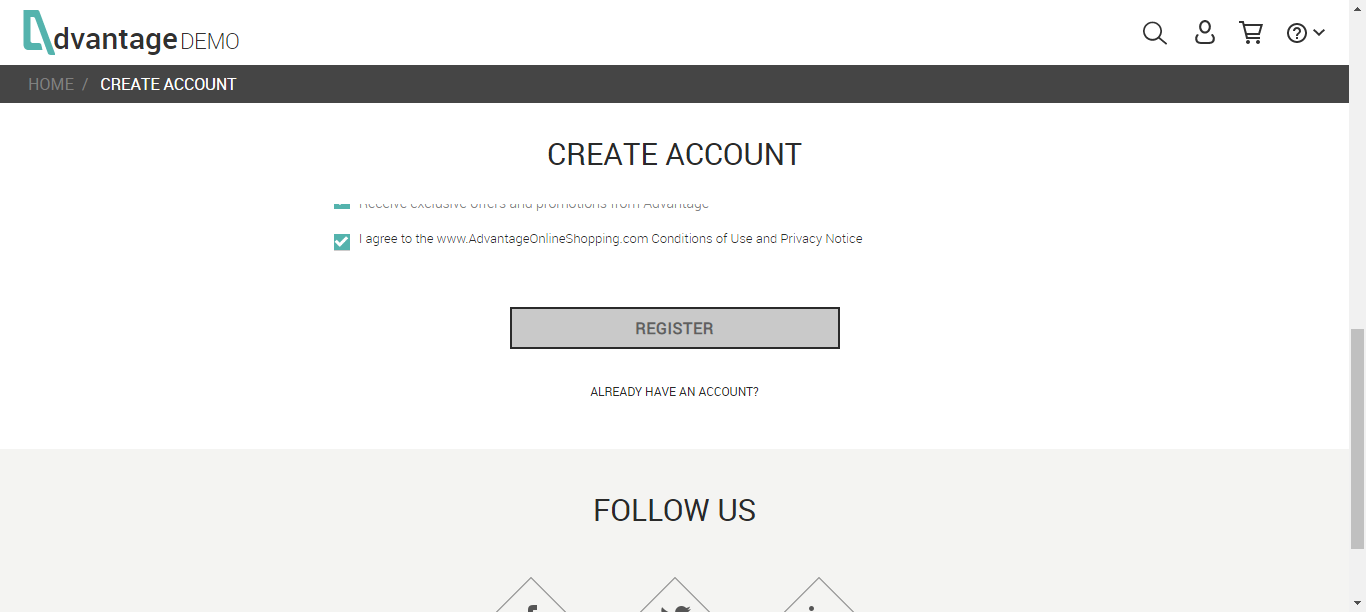 dvantage DEMO
HOME / CREATE ACCOUNT
CREATE ACCOUNT
Receive exclusive offers and promotions from Advantage
I agree to the www.AdvantageOnlineShopping.com Conditions of Use and Privacy Notice
REGISTER
ALREADY HAVE AN ACCOUNT?
FOLLOW US